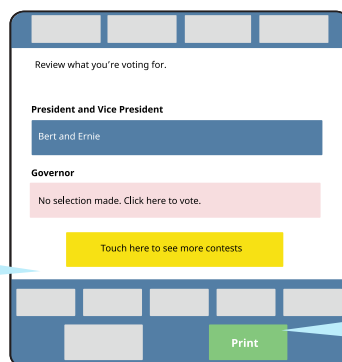 Review what you're voting for.
President and Vice President
Bert and Ernie
Governor
No selection made. Click here to vote.
Touch here to see more contests
Print